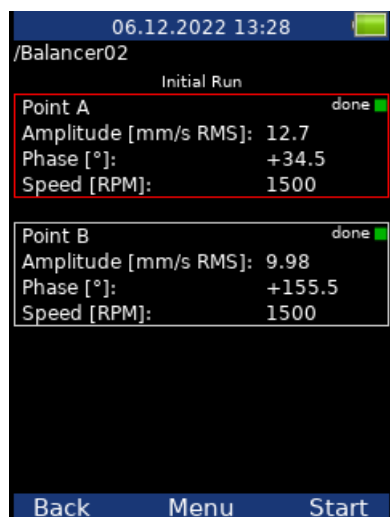 06.12.2022 13:28
/Balancer02
Initial Run
Point A done
Amplitude [mm/s RMS]: 12.7
Phase [°]: +34.5
Speed [RPM]: 1500
Point B done
Amplitude [mm/s RMS]: 9.98
Phase [°]: +155.5
Speed [RPM]: 1500
Back Menu Start